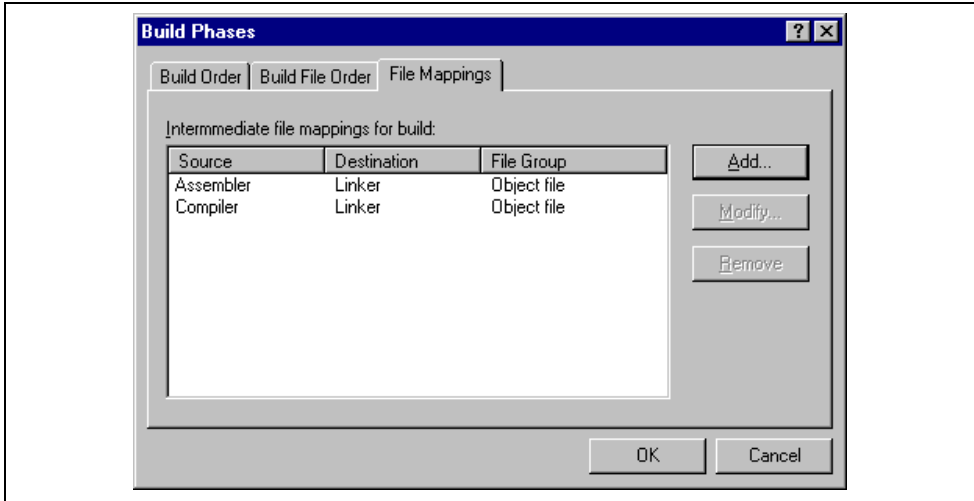 Build Phases
Build Order Build File Order File Mappings
Intermmediate file mappings for build:
Source Destination File Group
Assembler Linker Object file
Compiler Linker Object file
Add...
Modify...
Remove
OK Cancel